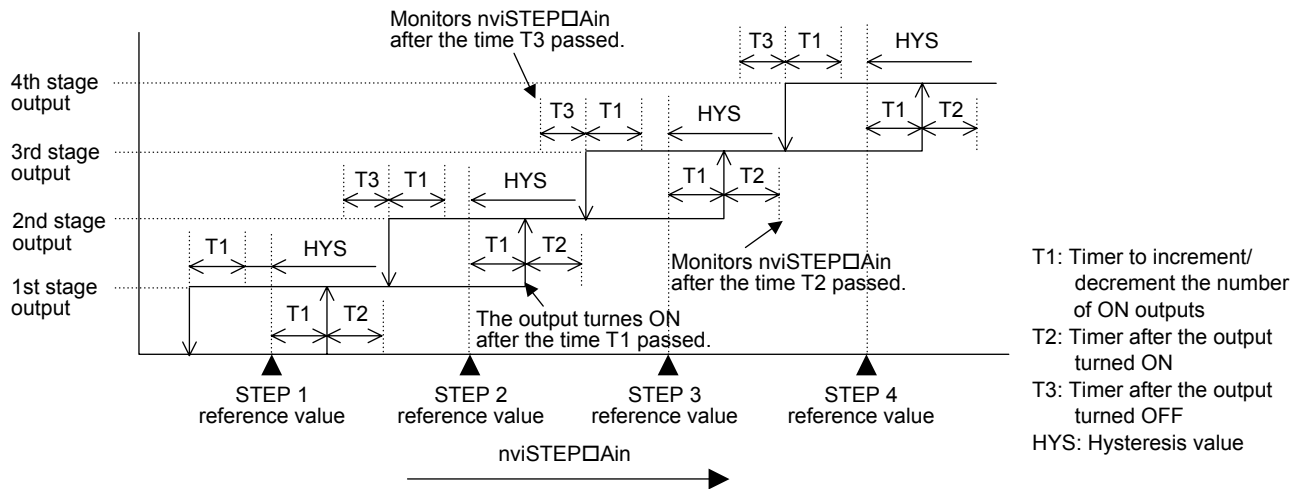 Monitors nviSTEP□Ain
after the time T3 passed.
T3 T1 HYS
4th stage
output
T1 T2
T3 T1 HYS
3rd stage
output
T1 T2
T3 T1 HYS
2nd stage
output
T1 T2
Monitors nviSTEP□Ain
after the time T2 passed.
T1 HYS
1st stage
output
T1 T2
The output turnes ON
after the time T1 passed.
STEP 1
reference value
STEP 2
reference value
STEP 3
reference value
STEP 4
reference value
nviSTEP□Ain
T1: Timer to increment/
decrement the number
of ON outputs
T2: Timer after the output
turned ON
T3: Timer after the output
turned OFF
HYS: Hysteresis value